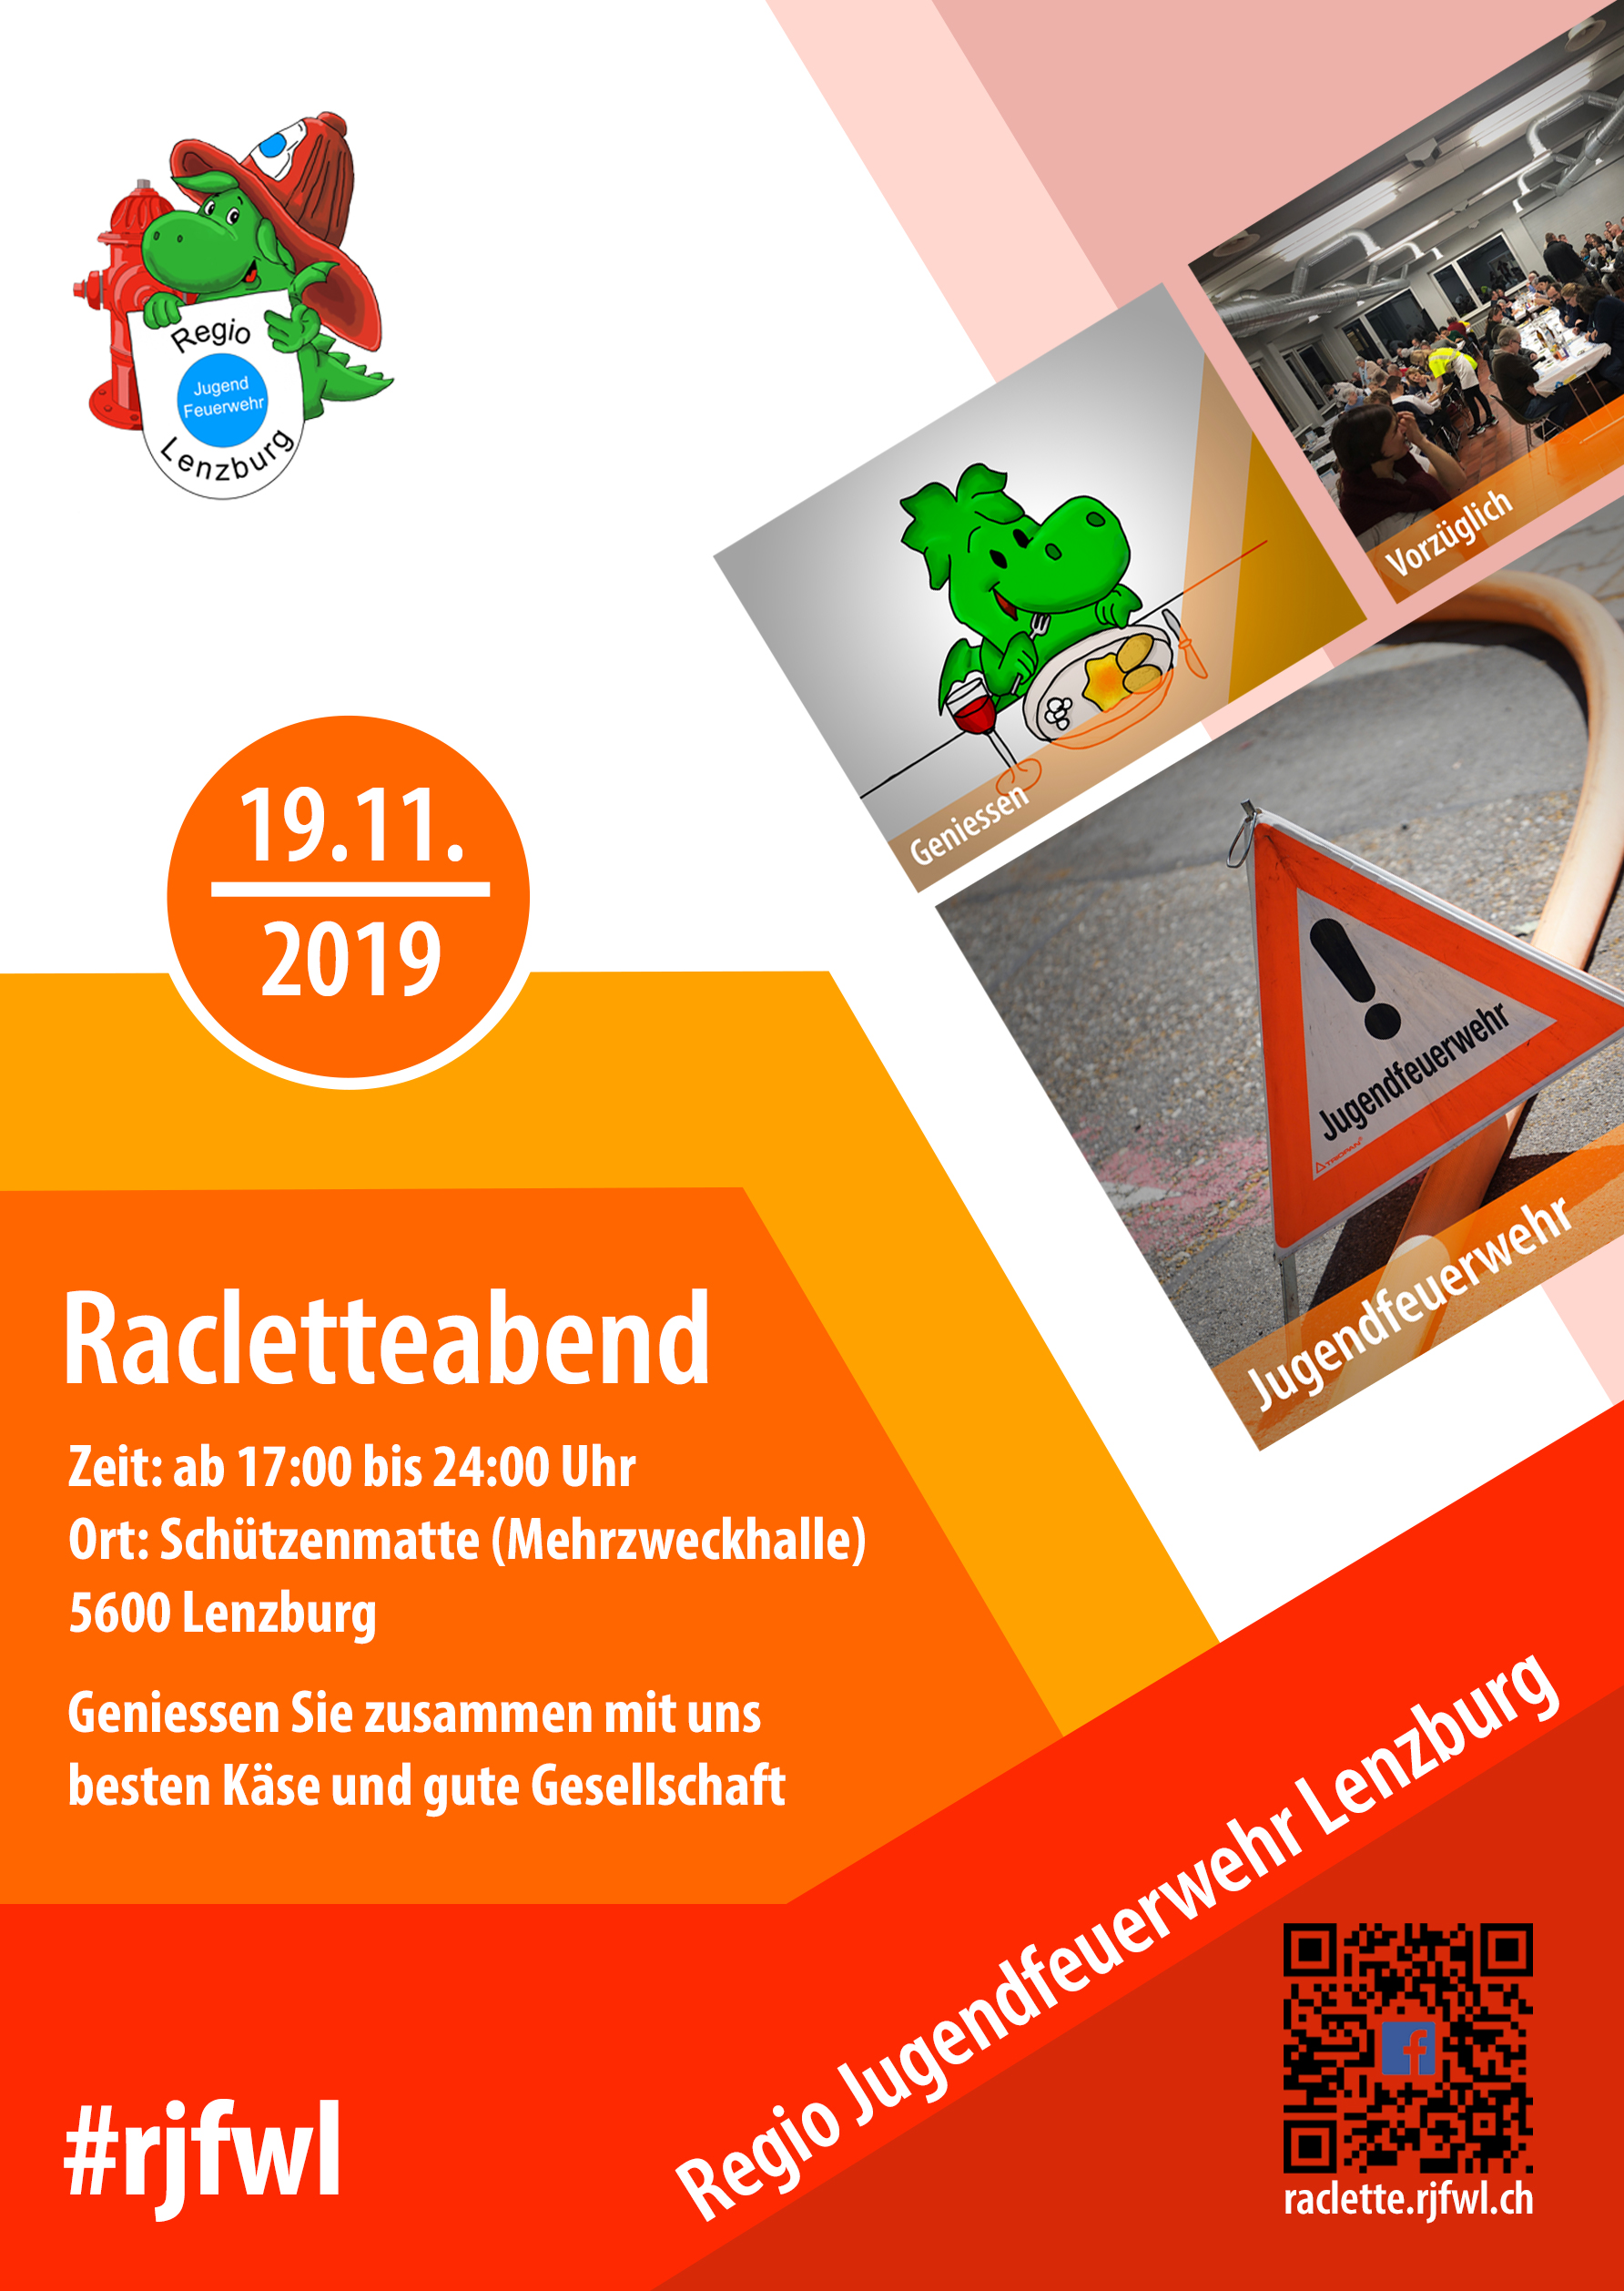 Regio
Jugend
Feuerwehr
Lenzburg
Vorzüglich
Geniessen
19.11.
2019
Jugendfeuerwehr
TRIOPAN
Jugendfeuerwehr
Racletteabend
Zeit: ab 17:00 bis 24:00 Uhr
Ort: Schützenmatte (Mehrzweckhalle)
5600 Lenzburg
Geniessen Sie zusammen mit uns
besten Käse und gute Gesellschaft
Regio Jugendfeuerwehr Lenzburg
#rjfwl
raclette.rjfwl.ch